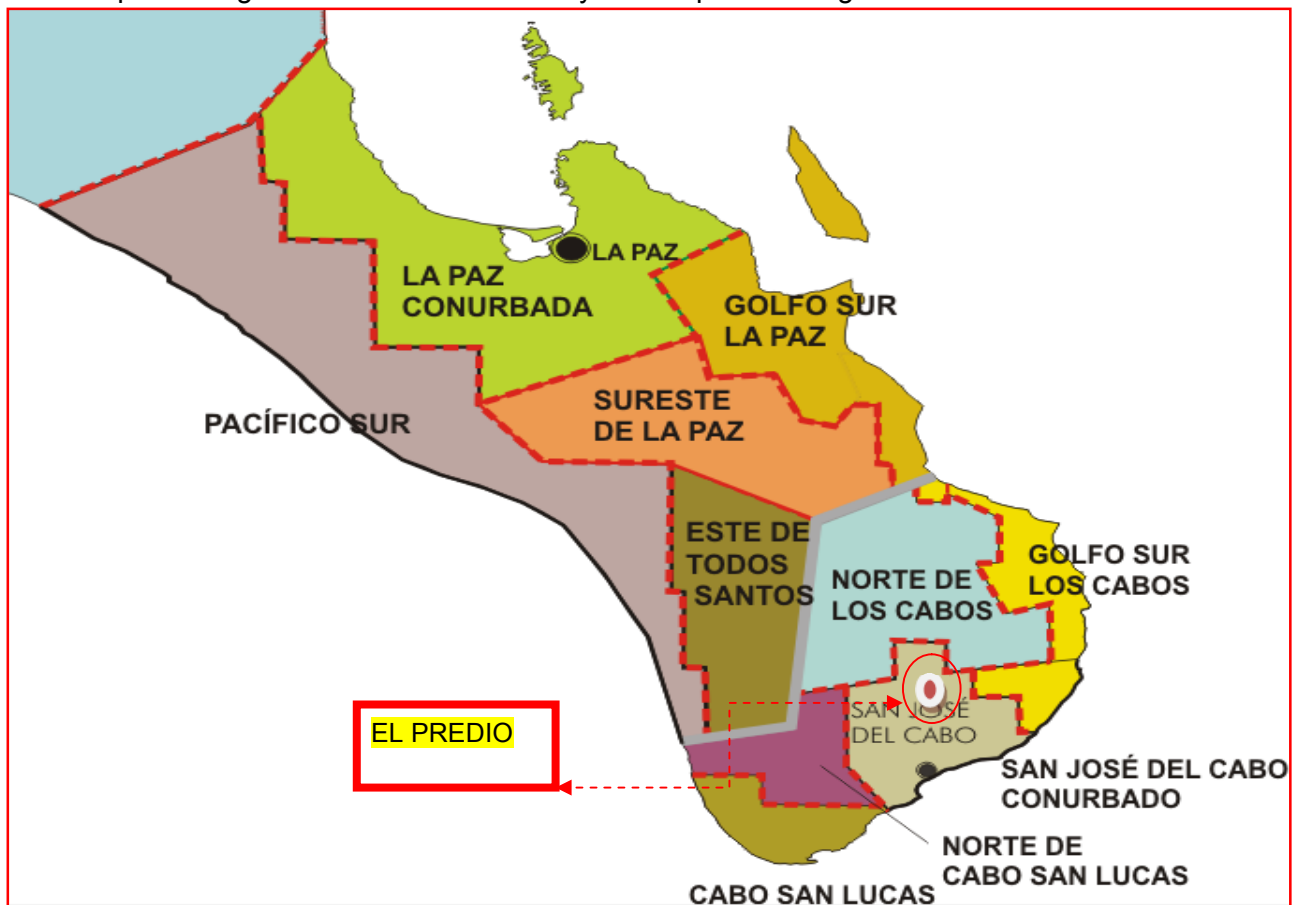 LA PAZ
LA PAZ
CONURBADA
GOLFO SUR
LA PAZ
PACÍFICO SUR
SURESTE
DE LA PAZ
ESTE DE
TODOS
SANTOS
NORTE DE
LOS CABOS
GOLFO SUR
LOS CABOS
EL PREDIO
SAN JOSÉ
DEL CABO
SAN JOSÉ DEL CABO
CONURBADO
NORTE DE
CABO SAN LUCAS
CABO SAN LUCAS